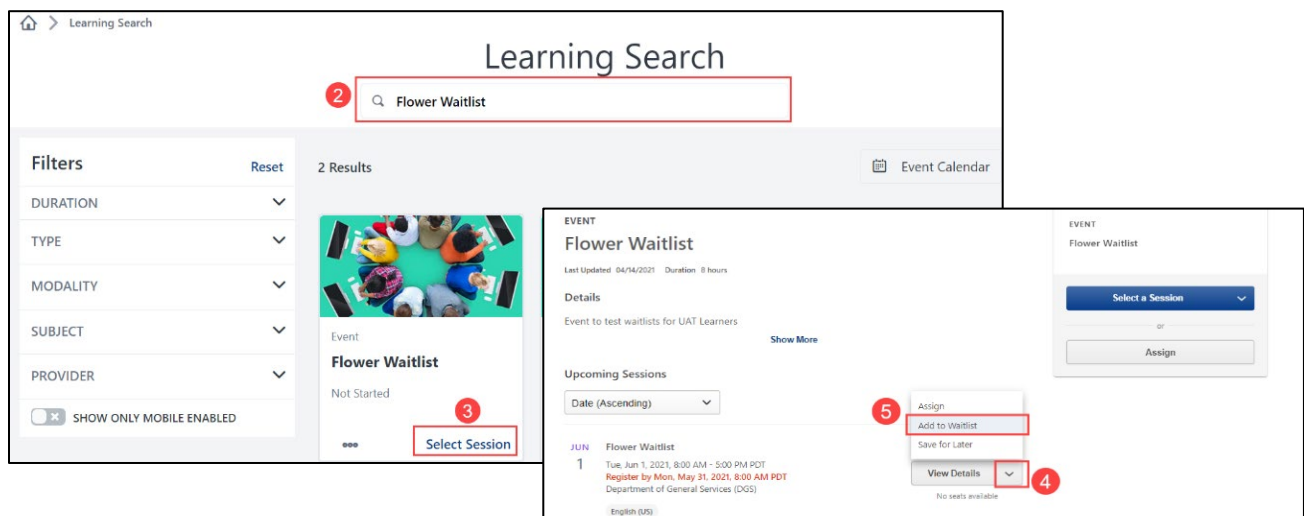 Learning Search
Learning Search
2
Flower Waitlist
Filters
Reset
2 Results
Event Calendar
DURATION
TYPE
MODALITY
SUBJECT
PROVIDER
SHOW ONLY MOBILE ENABLED
Event
Flower Waitlist
Not Started
3
Select Session
EVENT
Flower Waitlist
Last Updated 04/14/2021 Duration 8 hours
Details
Event to test waitlists for UAT Learners
Show More
Upcoming Sessions
Date (Ascending)
JUN
1
Flower Waitlist
Tue, Jun 1, 2021, 8:00 AM - 5:00 PM PDT
Register by Mon, May 31, 2021, 8:00 AM PDT
Department of General Services (DGS)
English (US)
Assign
5
Add to Waitlist
Save for Later
View Details
4
No seats available
EVENT
Flower Waitlist
Select a Session
or
Assign